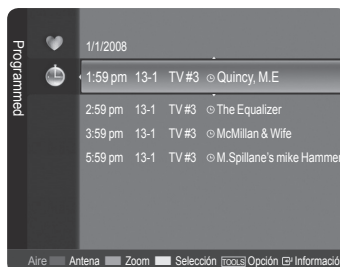 Programmed
1/1/2008
1:59 pm 13-1 TV #3 Quincy, M.E
2:59 pm 13-1 TV #3 The Equalizer
3:59 pm 13-1 TV #3 McMillan & Wife
5:59 pm 13-1 TV #3 M.Spillane's mike Hammer
Aire Antena Zoom Selección TOOLS Opción Informació